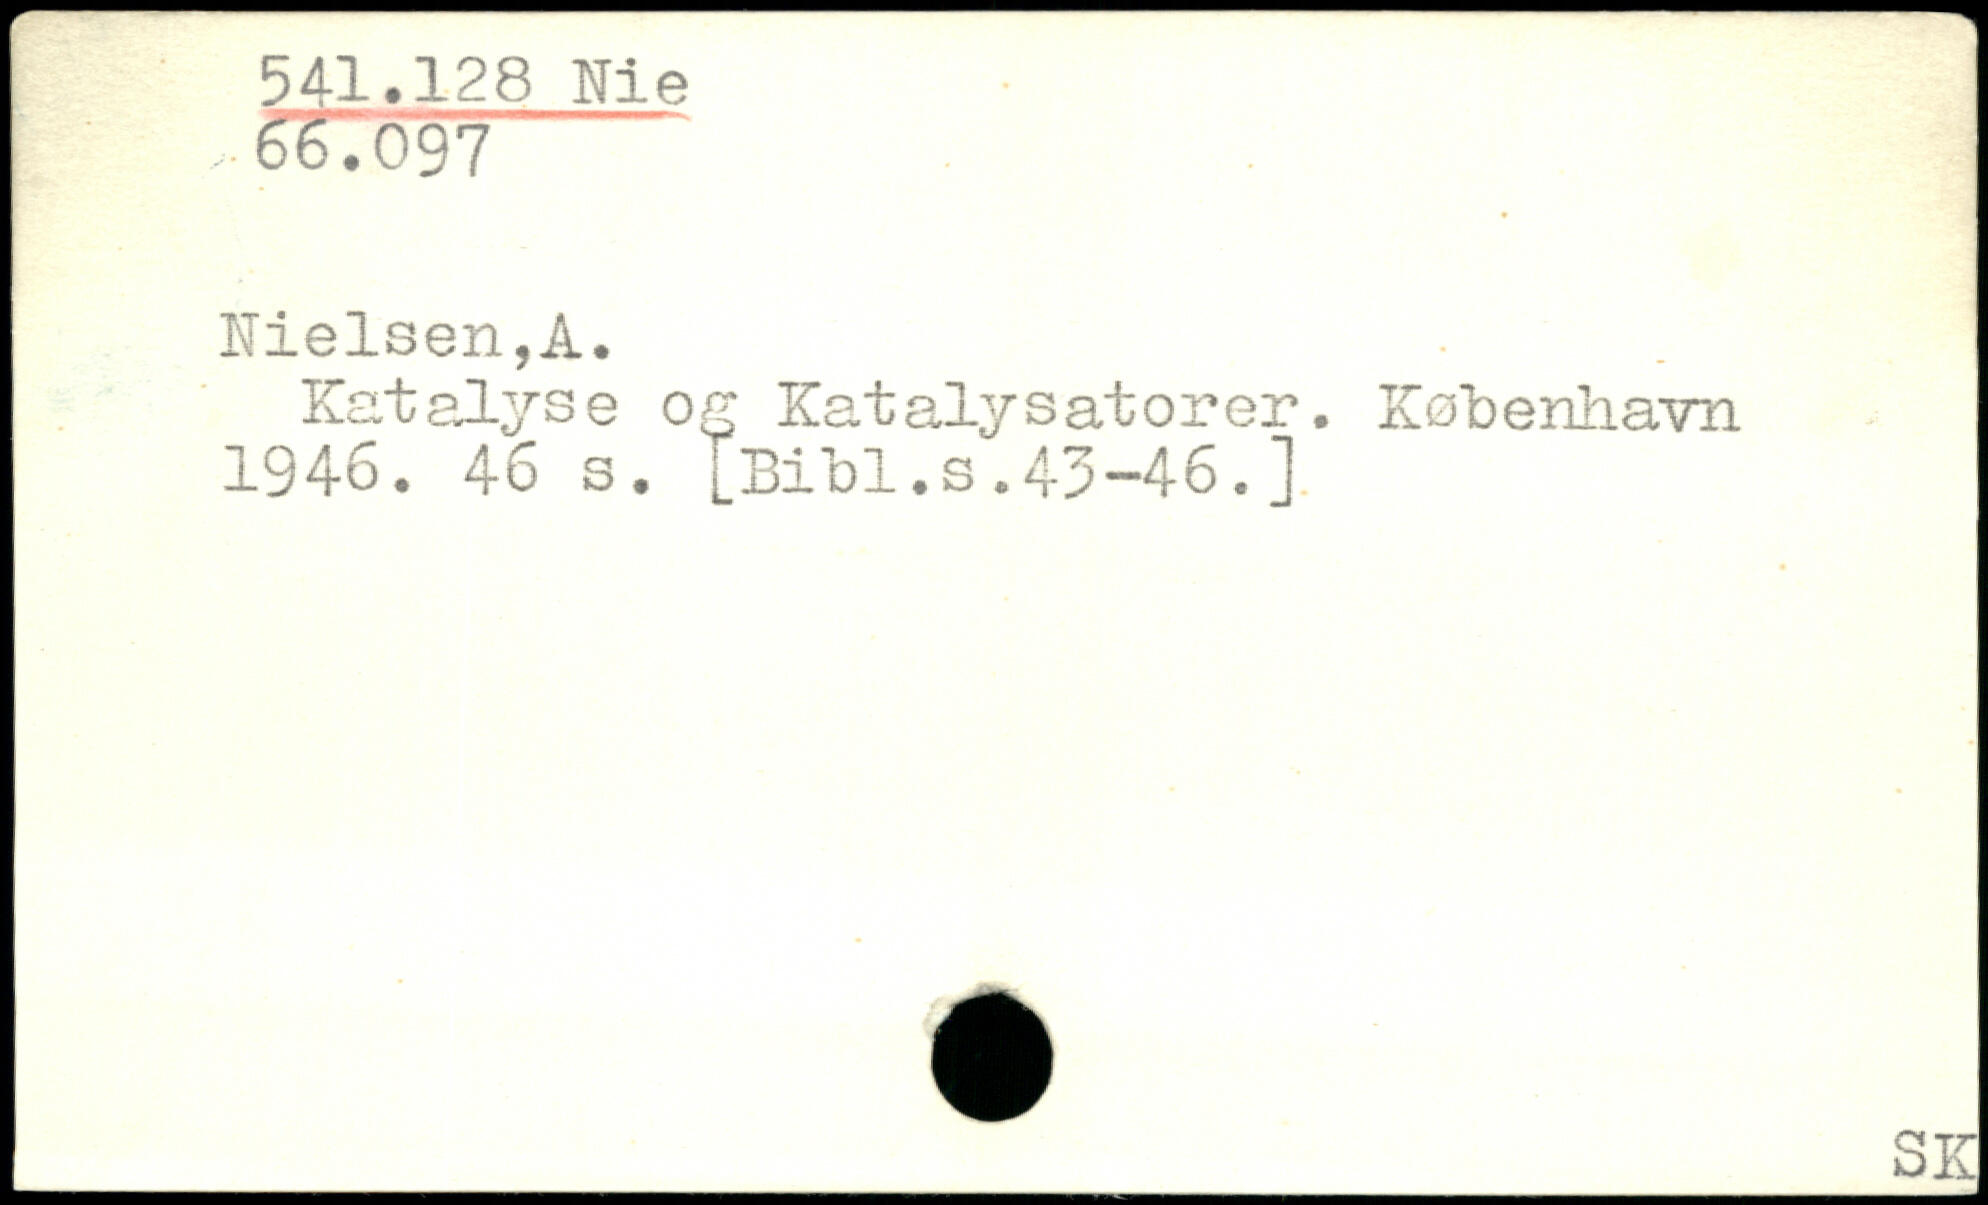 541.128 Nie
66.097
Nielsen,A.
Katalyse og Katalysatorer. København
1946. 46 s. [Bibl.s.43-46.]
SK